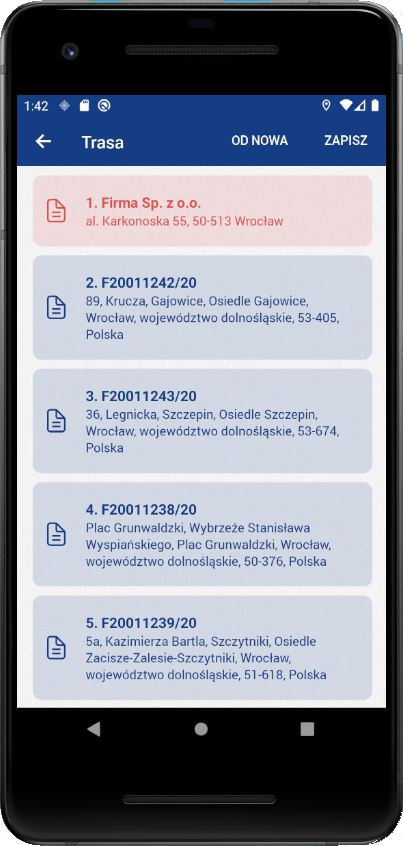 1:42
Trasa
OD NOWA
ZAPISZ
1. Firma Sp. z o.o.
al. Karkonoska 55, 50-513 Wrocław
2. F20011242/20
89, Krucza, Gajowice, Osiedle Gajowice,
Wrocław, województwo dolnośląskie, 53-405,
Polska
3. F20011243/20
36, Legnicka, Szczepin, Osiedle Szczepin,
Wrocław, województwo dolnośląskie, 53-674,
Polska
4. F20011238/20
Plac Grunwaldzki, Wybrzeże Stanisława
Wyspiańskiego, Plac Grunwaldzki, Wrocław,
województwo dolnośląskie, 50-376, Polska
5. F20011239/20
5a, Kazimierza Bartla, Szczytniki, Osiedle
Zacisze-Zalesie-Szczytniki, Wrocław,
województwo dolnośląskie, 51-618, Polska